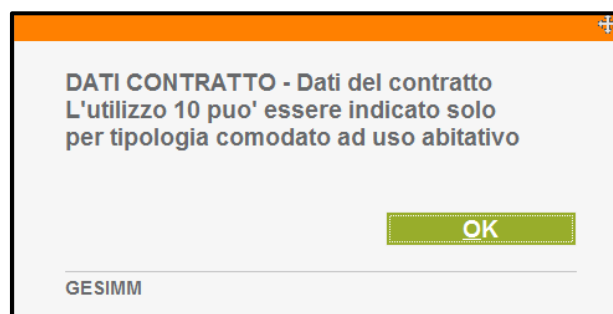 DATI CONTRATTO - Dati del contratto
L'utilizzo 10 puo' essere indicato solo
per tipologia comodato ad uso abitativo
OK
GESIMM